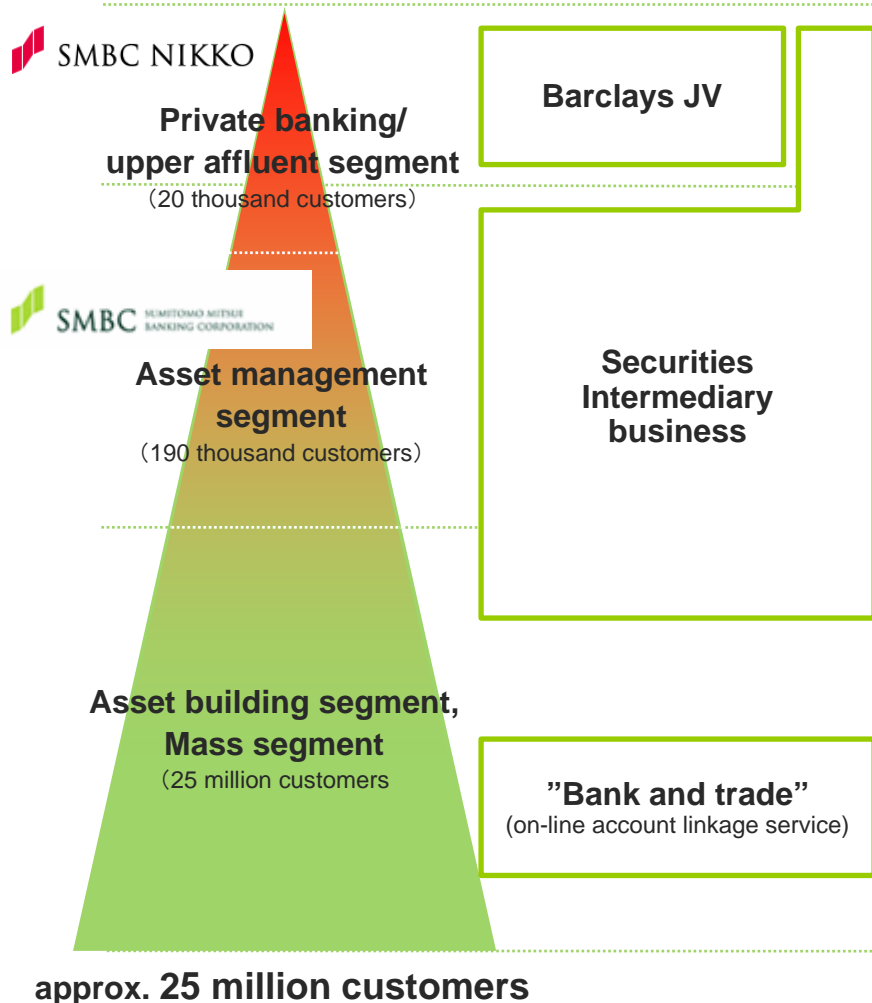 SMBC NIKKO
Private banking/
upper affluent segment
（20 thousand customers）
SMBC SUMITOMO MITSUI
BANKING CORPORATION
Asset management
segment
（190 thousand customers）
Asset building segment,
Mass segment
（25 million customers
approx. 25 million customers
Barclays JV
Securities
Intermediary
business
”Bank and trade”
(on-line account linkage service)